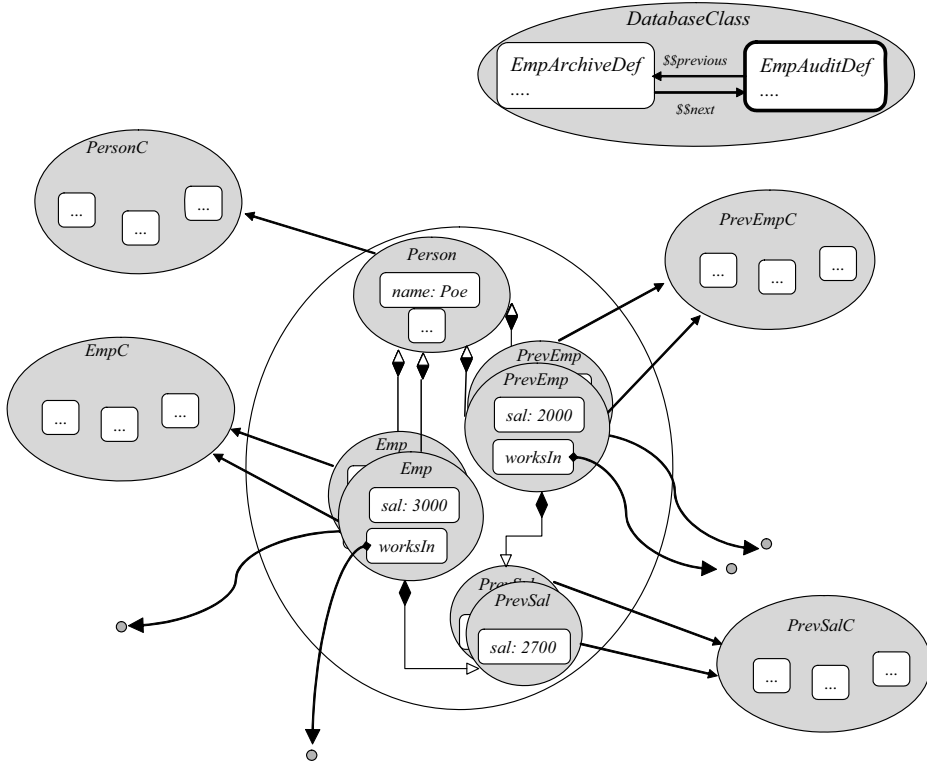 DatabaseClass
EmpArchiveDef
....
$$previous
$$next
EmpAuditDef
....
PersonC
...
...
...
PrevEmpC
...
...
...
Person
name: Poe
...
EmpC
...
...
...
PrevEmp
PrevEmp
sal: 2000
worksIn
Emp
Emp
sal: 3000
worksIn
PrevSal
PrevSal
sal: 2700
PrevSalC
...
...
...